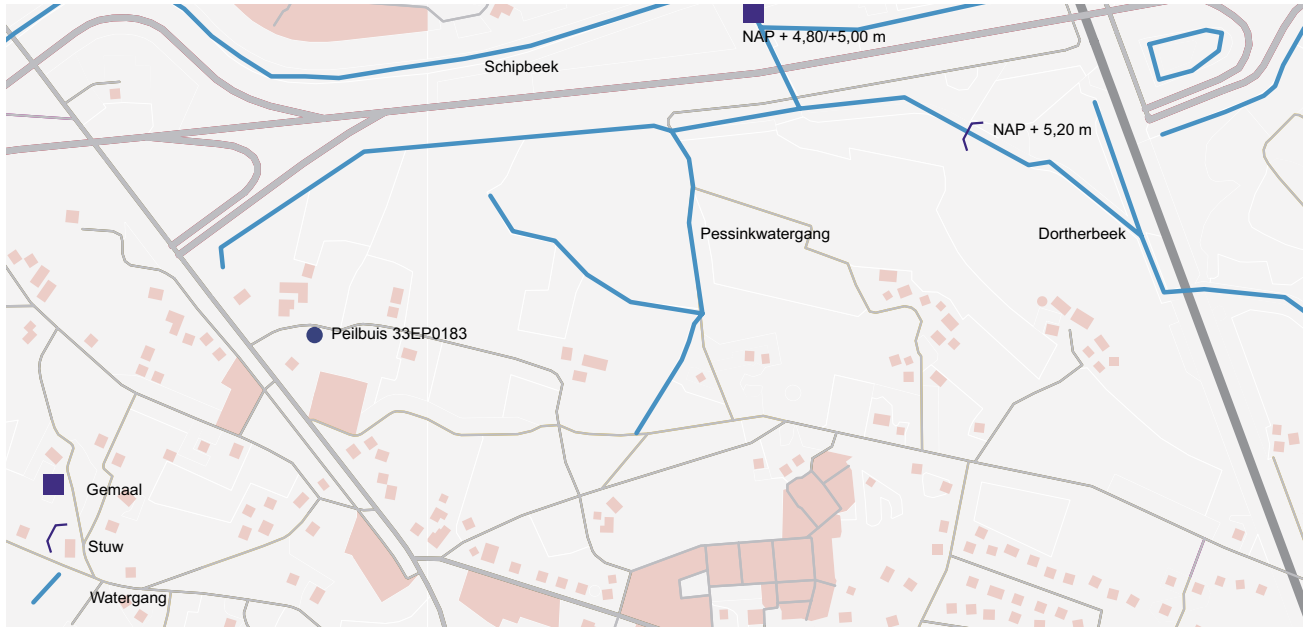 NAP + 4,80/+5,00 m
Schipbeek
NAP + 5,20 m
Pessinkwatergang
Dortherbeek
Peilbuis 33EP0183
Gemaal
Stuw
Watergang